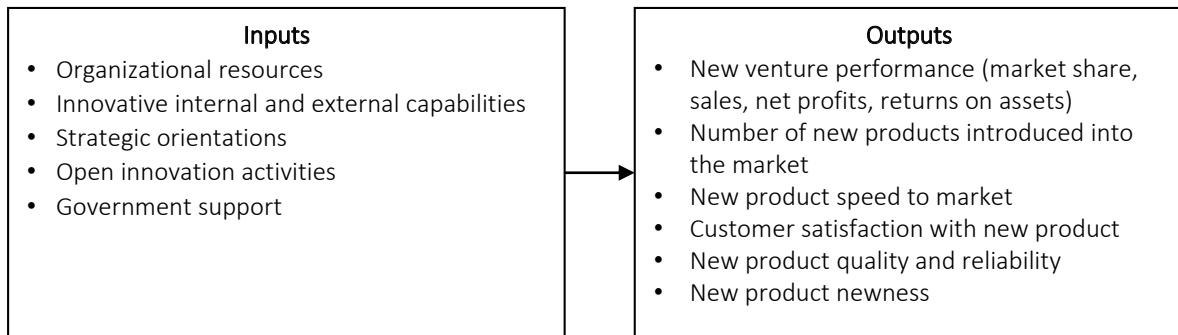 Inputs
• Organizational resources
• Innovative internal and external capabilities
• Strategic orientations
• Open innovation activities
• Government support
Outputs
• New venture performance (market share,
sales, net profits, returns on assets)
• Number of new products introduced into
the market
• New product speed to market
• Customer satisfaction with new product
• New product quality and reliability
• New product newness